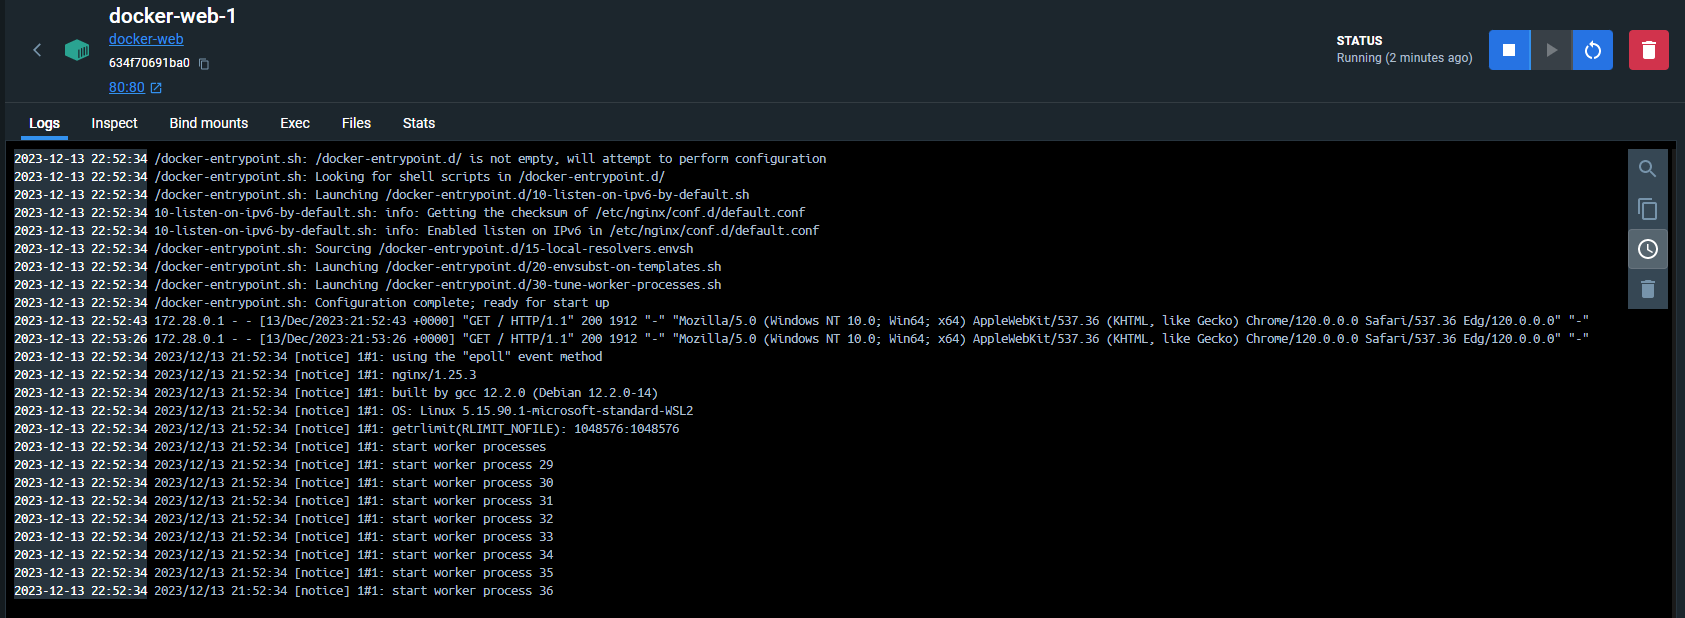 docker-web-1
docker-web
634f70691ba0
80:80
STATUS
Running (2 minutes ago)
Logs Inspect Bind mounts Exec Files Stats
2023-12-13 22:52:34 /docker-entrypoint.sh: /docker-entrypoint.d/ is not empty, will attempt to perform configuration
2023-12-13 22:52:34 /docker-entrypoint.sh: Looking for shell scripts in /docker-entrypoint.d/
2023-12-13 22:52:34 /docker-entrypoint.sh: Launching /docker-entrypoint.d/10-listen-on-ipv6-by-default.sh
2023-12-13 22:52:34 10-listen-on-ipv6-by-default.sh: info: Getting the checksum of /etc/nginx/conf.d/default.conf
2023-12-13 22:52:34 10-listen-on-ipv6-by-default.sh: info: Enabled listen on IPv6 in /etc/nginx/conf.d/default.conf
2023-12-13 22:52:34 /docker-entrypoint.sh: Sourcing /docker-entrypoint.d/15-local-resolvers.envsh
2023-12-13 22:52:34 /docker-entrypoint.sh: Launching /docker-entrypoint.d/20-envsubst-on-templates.sh
2023-12-13 22:52:34 /docker-entrypoint.sh: Launching /docker-entrypoint.d/30-tune-worker-processes.sh
2023-12-13 22:52:34 /docker-entrypoint.sh: Configuration complete; ready for start up
2023-12-13 22:52:43 172.28.0.1 - - [13/Dec/2023:21:52:43 +0000] "GET / HTTP/1.1" 200 1912 "-" "Mozilla/5.0 (Windows NT 10.0; Win64; x64) AppleWebKit/537.36 (KHTML, like Gecko) Chrome/120.0.0.0 Safari/537.36 Edg/120.0.0.0" "-"
2023-12-13 22:53:26 172.28.0.1 - - [13/Dec/2023:21:53:26 +0000] "GET / HTTP/1.1" 200 1912 "-" "Mozilla/5.0 (Windows NT 10.0; Win64; x64) AppleWebKit/537.36 (KHTML, like Gecko) Chrome/120.0.0.0 Safari/537.36 Edg/120.0.0.0" "-"
2023-12-13 22:52:34 2023/12/13 21:52:34 [notice] 1#1: using the "epoll" event method
2023-12-13 22:52:34 2023/12/13 21:52:34 [notice] 1#1: nginx/1.25.3
2023-12-13 22:52:34 2023/12/13 21:52:34 [notice] 1#1: built by gcc 12.2.0 (Debian 12.2.0-14)
2023-12-13 22:52:34 2023/12/13 21:52:34 [notice] 1#1: OS: Linux 5.15.90.1-microsoft-standard-WSL2
2023-12-13 22:52:34 2023/12/13 21:52:34 [notice] 1#1: getrlimit(RLIMIT_NOFILE): 1048576:1048576
2023-12-13 22:52:34 2023/12/13 21:52:34 [notice] 1#1: start worker processes
2023-12-13 22:52:34 2023/12/13 21:52:34 [notice] 1#1: start worker process 29
2023-12-13 22:52:34 2023/12/13 21:52:34 [notice] 1#1: start worker process 30
2023-12-13 22:52:34 2023/12/13 21:52:34 [notice] 1#1: start worker process 31
2023-12-13 22:52:34 2023/12/13 21:52:34 [notice] 1#1: start worker process 32
2023-12-13 22:52:34 2023/12/13 21:52:34 [notice] 1#1: start worker process 33
2023-12-13 22:52:34 2023/12/13 21:52:34 [notice] 1#1: start worker process 34
2023-12-13 22:52:34 2023/12/13 21:52:34 [notice] 1#1: start worker process 35
2023-12-13 22:52:34 2023/12/13 21:52:34 [notice] 1#1: start worker process 36